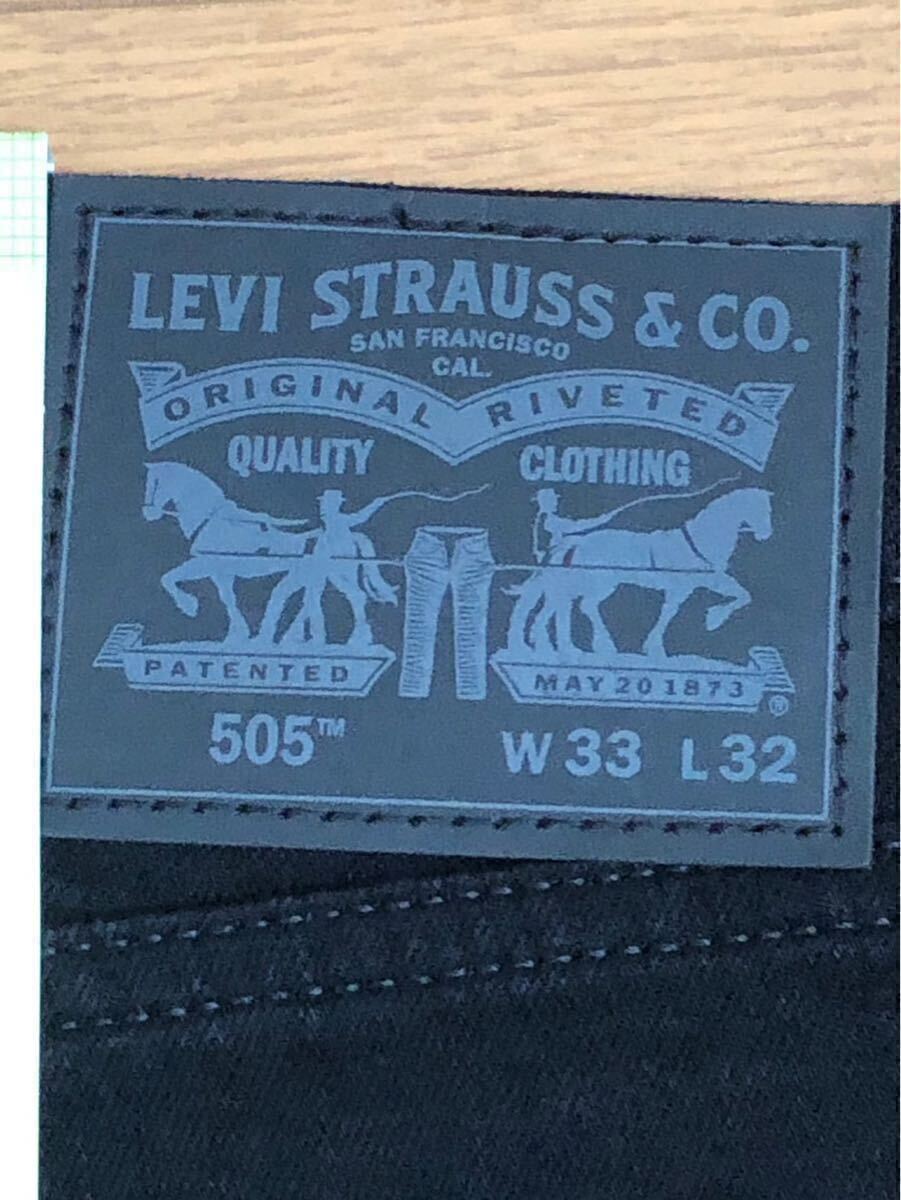 LEVI STRAUSS & CO.
SAN FRANCISCO
CAL.
ORIGINAL RIVETED
QUALITY CLOTHING
PATENTED MAY 20 1873
®
505™ W 33 L 32